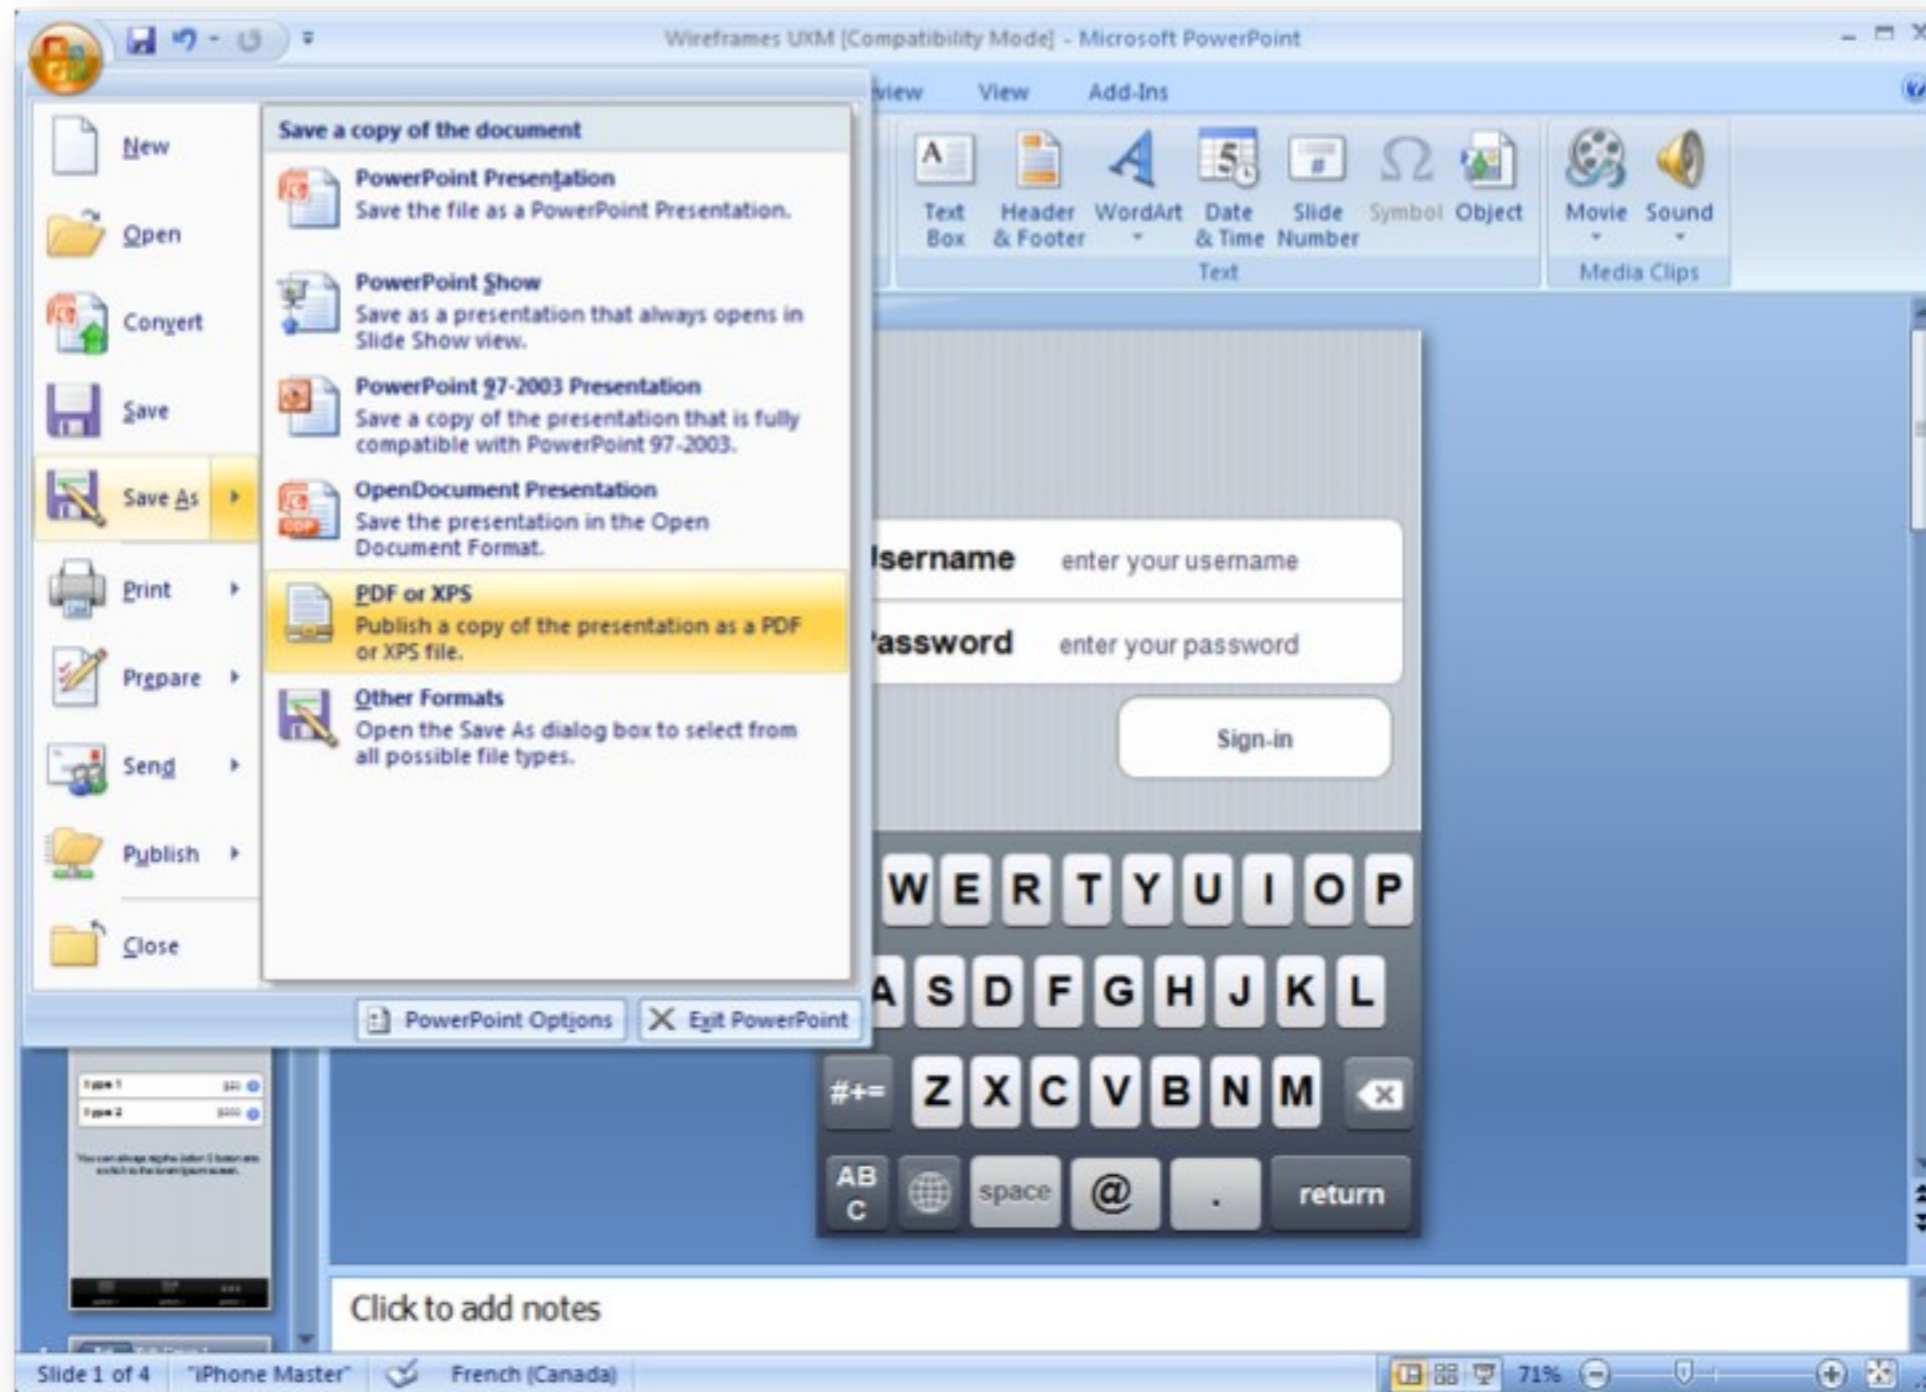 Wireframes UXM [Compatibility Mode] - Microsoft PowerPoint
View Add-Ins
New
Open
Convert
Save
Save As
Print
Prepare
Send
Publish
Close
Save a copy of the document
PowerPoint Presentation
Save the file as a PowerPoint Presentation.
PowerPoint Show
Save as a presentation that always opens in
Slide Show view.
PowerPoint 97-2003 Presentation
Save a copy of the presentation that is fully
compatible with PowerPoint 97-2003.
OpenDocument Presentation
Save the presentation in the Open
Document Format.
PDF or XPS
Publish a copy of the presentation as a PDF
or XPS file.
Other Formats
Open the Save As dialog box to select from
all possible file types.
PowerPoint Options Exit PowerPoint
Text
Box
Header
& Footer
WordArt
Date
& Time
Slide
Number
Symbol
Object
Text
Movie
Sound
Media Clips
sername enter your username
assword enter your password
Sign-in
W E R T Y U I O P
A S D F G H J K L
#+= Z X C V B N M
AB
C
space @ . return
Click to add notes
Slide 1 of 4 "iPhone Master" French (Canada) 71%